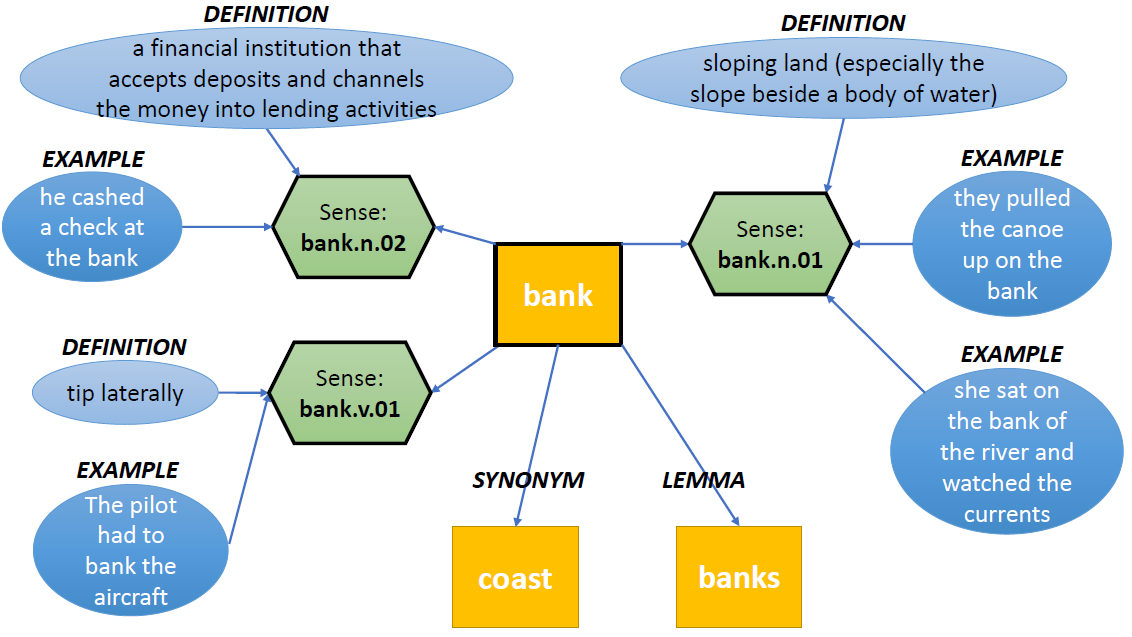 DEFINITION
a financial institution that
accepts deposits and channels
the money into lending activities
DEFINITION
sloping land (especially the
slope beside a body of water)
EXAMPLE
he cashed
a check at
the bank
Sense:
bank.n.02
Sense:
bank.n.01
EXAMPLE
they pulled
the canoe
up on the
bank
bank
DEFINITION
tip laterally
Sense:
bank.v.01
EXAMPLE
she sat on
the bank of
the river and
watched the
currents
EXAMPLE
The pilot
had to
bank the
aircraft
SYNONYM
LEMMA
coast
banks